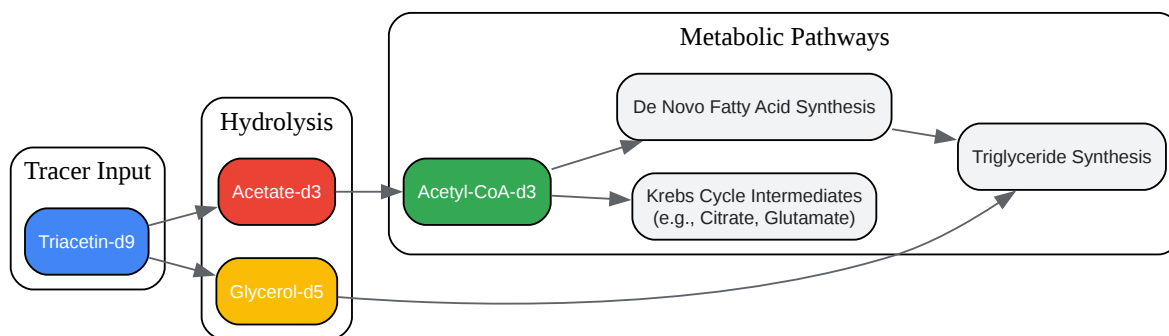 Metabolic Pathways
De Novo Fatty Acid Synthesis
Hydrolysis
Triglyceride Synthesis
Tracer Input
Acetate-d3
Acetyl-CoA-d3
Krebs Cycle Intermediates
(e.g., Citrate, Glutamate)
Triacetin-d9
Glycerol-d5